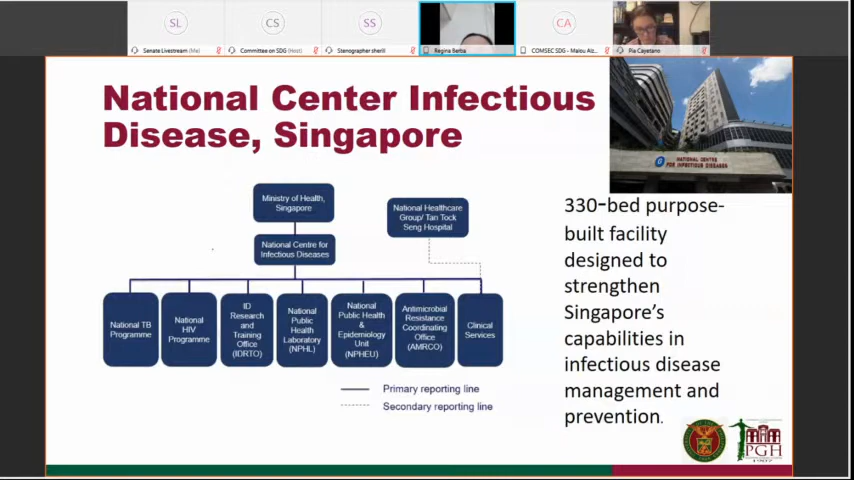 SL
CS
SS
CA
Senate Livestream (Me)
Committee on SDG (Host)
Stenographer sherill
Regina Berba
COMSEC SDG - Malou Alc...
Pia Cayetano
National Center Infectious
Disease, Singapore
NATIONAL CENTRE
FOR INFECTIOUS DISEASES
Ministry of Health,
Singapore
National Healthcare
Group/ Tan Tock
Seng Hospital
National Centre for
Infectious Diseases
National TB
Programme
National
HIV
Programme
ID
Research
and
Training
Office
(IDRTO)
National
Public
Health
Laboratory
(NPHL)
National
Public Health
&
Epidemiology
Unit
(NPHEU)
Antimicrobial
Resistance
Coordinating
Office
(AMRCO)
Clinical
Services
Primary reporting line
Secondary reporting line
330-bed purpose-
built facility
designed to
strengthen
Singapore's
capabilities in
infectious disease
management and
prevention.
PGH